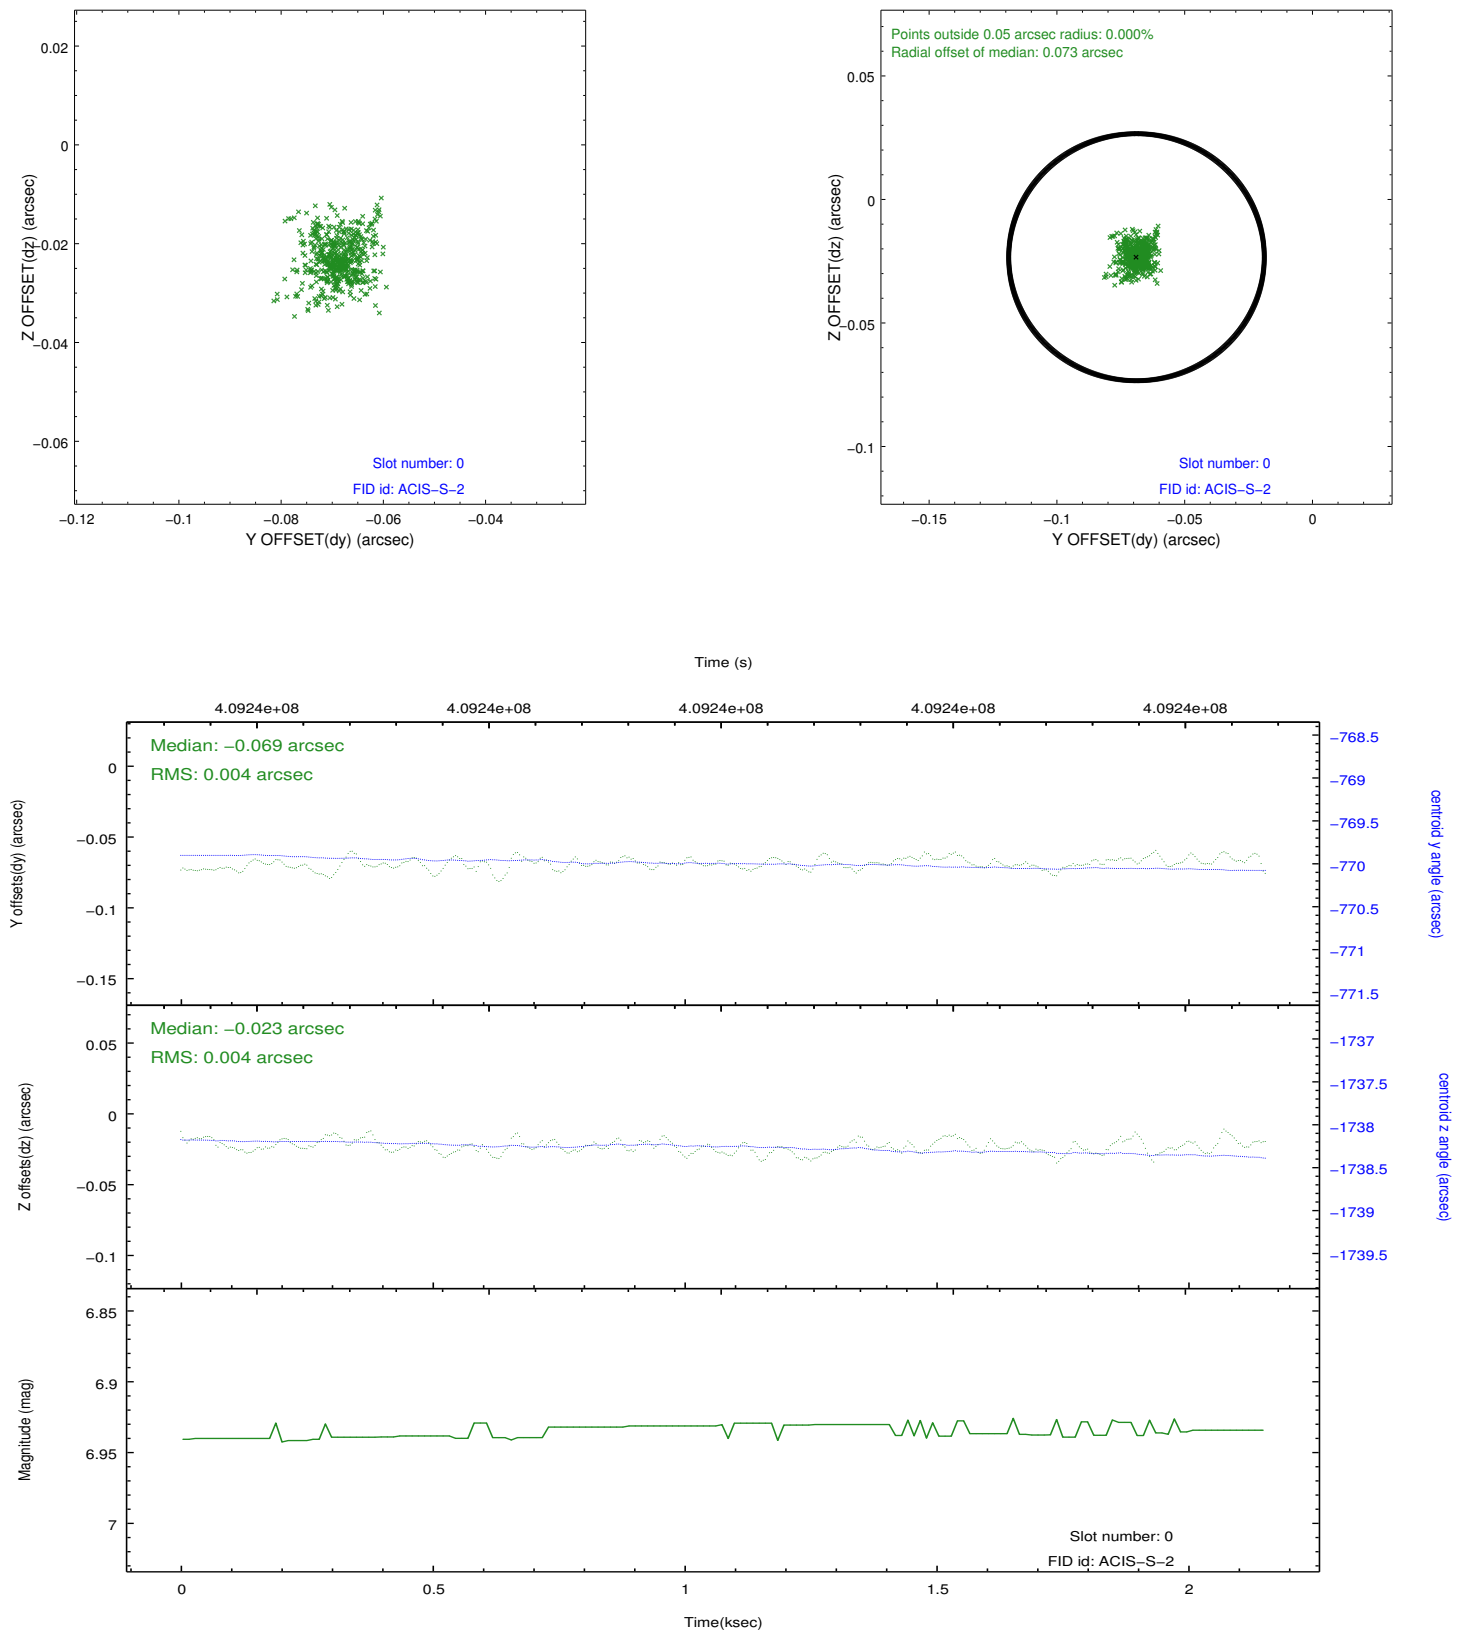 0.02
0
−0.02
−0.04
−0.06
Z OFFSET(dz) (arcsec)
Slot number: 0
FID id: ACIS−S−2
−0.12
−0.1
−0.08
−0.06
−0.04
Y OFFSET(dy) (arcsec)
Points outside 0.05 arcsec radius: 0.000%
Radial offset of median: 0.073 arcsec
0.05
0
−0.05
−0.1
Z OFFSET(dz) (arcsec)
Slot number: 0
FID id: ACIS−S−2
−0.15
−0.1
−0.05
0
Y OFFSET(dy) (arcsec)
Time (s)
4.0924e+08
4.0924e+08
4.0924e+08
4.0924e+08
4.0924e+08
Median: −0.069 arcsec
RMS: 0.004 arcsec
0
−0.05
−0.1
−0.15
Y offsets(dy) (arcsec)
−768.5
−769
−769.5
−770
−770.5
−771
−771.5
centroid y angle (arcsec)
Median: −0.023 arcsec
RMS: 0.004 arcsec
0.05
0
−0.05
−0.1
Z offsets(dz) (arcsec)
−1737
−1737.5
−1738
−1738.5
−1739
−1739.5
centroid z angle (arcsec)
6.85
6.9
6.95
7
Magnitude (mag)
Slot number: 0
FID id: ACIS−S−2
0
0.5
1
1.5
2
Time(ksec)